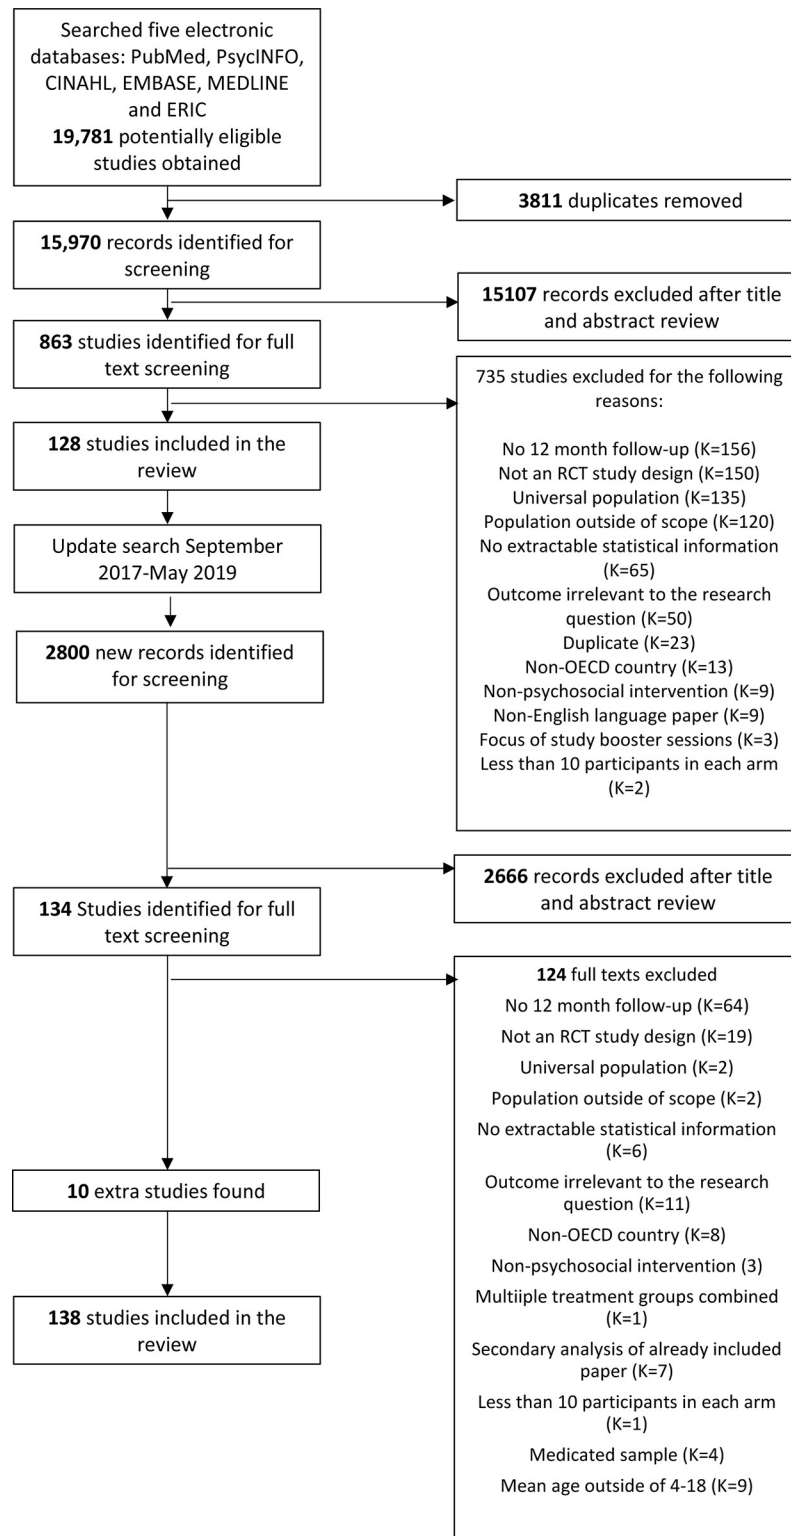 Searched five electronic
databases: PubMed, PsycINFO,
CINAHL, EMBASE, MEDLINE
and ERIC
19,781 potentially eligible
studies obtained
3811 duplicates removed
15,970 records identified for
screening
15107 records excluded after title
and abstract review
863 studies identified for full
text screening
735 studies excluded for the following
reasons:
No 12 month follow-up (K=156)
Not an RCT study design (K=150)
Universal population (K=135)
Population outside of scope (K=120)
No extractable statistical information
(K=65)
Outcome irrelevant to the research
question (K=50)
Duplicate (K=23)
Non-OECD country (K=13)
Non-psychosocial intervention (K=9)
Non-English language paper (K=9)
Focus of study booster sessions (K=3)
Less than 10 participants in each arm
(K=2)
128 studies included in the
review
Update search September
2017-May 2019
2800 new records identified
for screening
2666 records excluded after title
and abstract review
134 Studies identified for full
text screening
124 full texts excluded
No 12 month follow-up (K=64)
Not an RCT study design (K=19)
Universal population (K=2)
Population outside of scope (K=2)
No extractable statistical information
(K=6)
Outcome irrelevant to the research
question (K=11)
Non-OECD country (K=8)
Non-psychosocial intervention (3)
Multiiple treatment groups combined
(K=1)
Secondary analysis of already included
paper (K=7)
Less than 10 participants in each arm
(K=1)
Medicated sample (K=4)
Mean age outside of 4-18 (K=9)
10 extra studies found
138 studies included in the
review